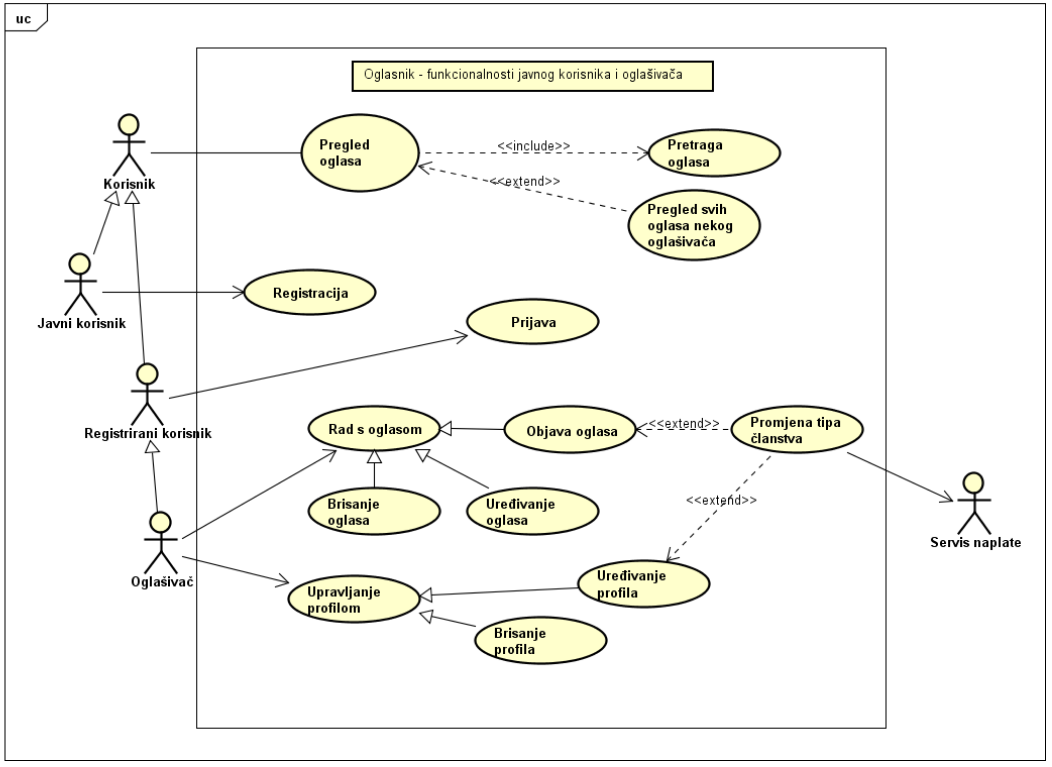 uc
Oglasnik - funkcionalnosti javnog korisnika i oglašivača
Korisnik
Pregled
oglasa
<<include>>
Pretraga
oglasa
<<extend>>
Pregled svih
oglasa nekog
oglašivača
Javni korisnik
Registracija
Prijava
Registrirani korisnik
Rad s oglasom
Objava oglasa
<<extend>>
Promjena tipa
članstva
Brisanje
oglasa
Uređivanje
oglasa
<<extend>>
Servis naplate
Oglašivač
Upravljanje
profilom
Uređivanje
profila
Brisanje
profila